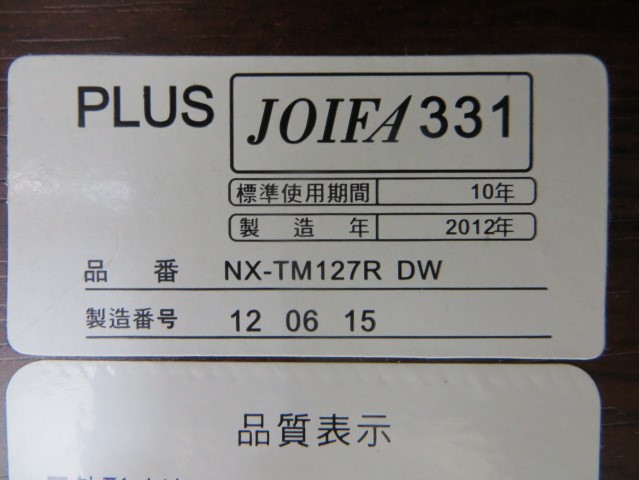 PLUS JOIFA 331
標準使用期間 10年
製造年 2012年
品番 NX-TM127R DW
製造番号 12 06 15
品質表示